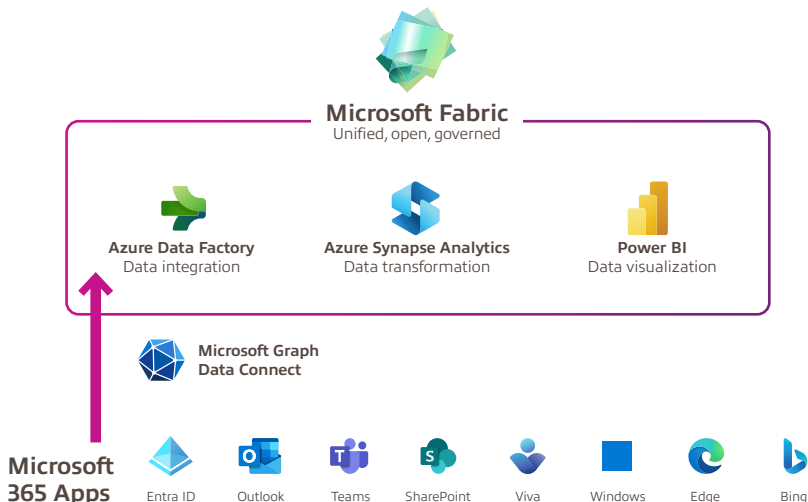 Microsoft Fabric
Unified, open, governed
Azure Data Factory
Data integration
Azure Synapse Analytics
Data transformation
Power BI
Data visualization
Microsoft Graph
Data Connect
Microsoft
365 Apps
Entra ID
Outlook
Teams
SharePoint
Viva
Windows
Edge
Bing